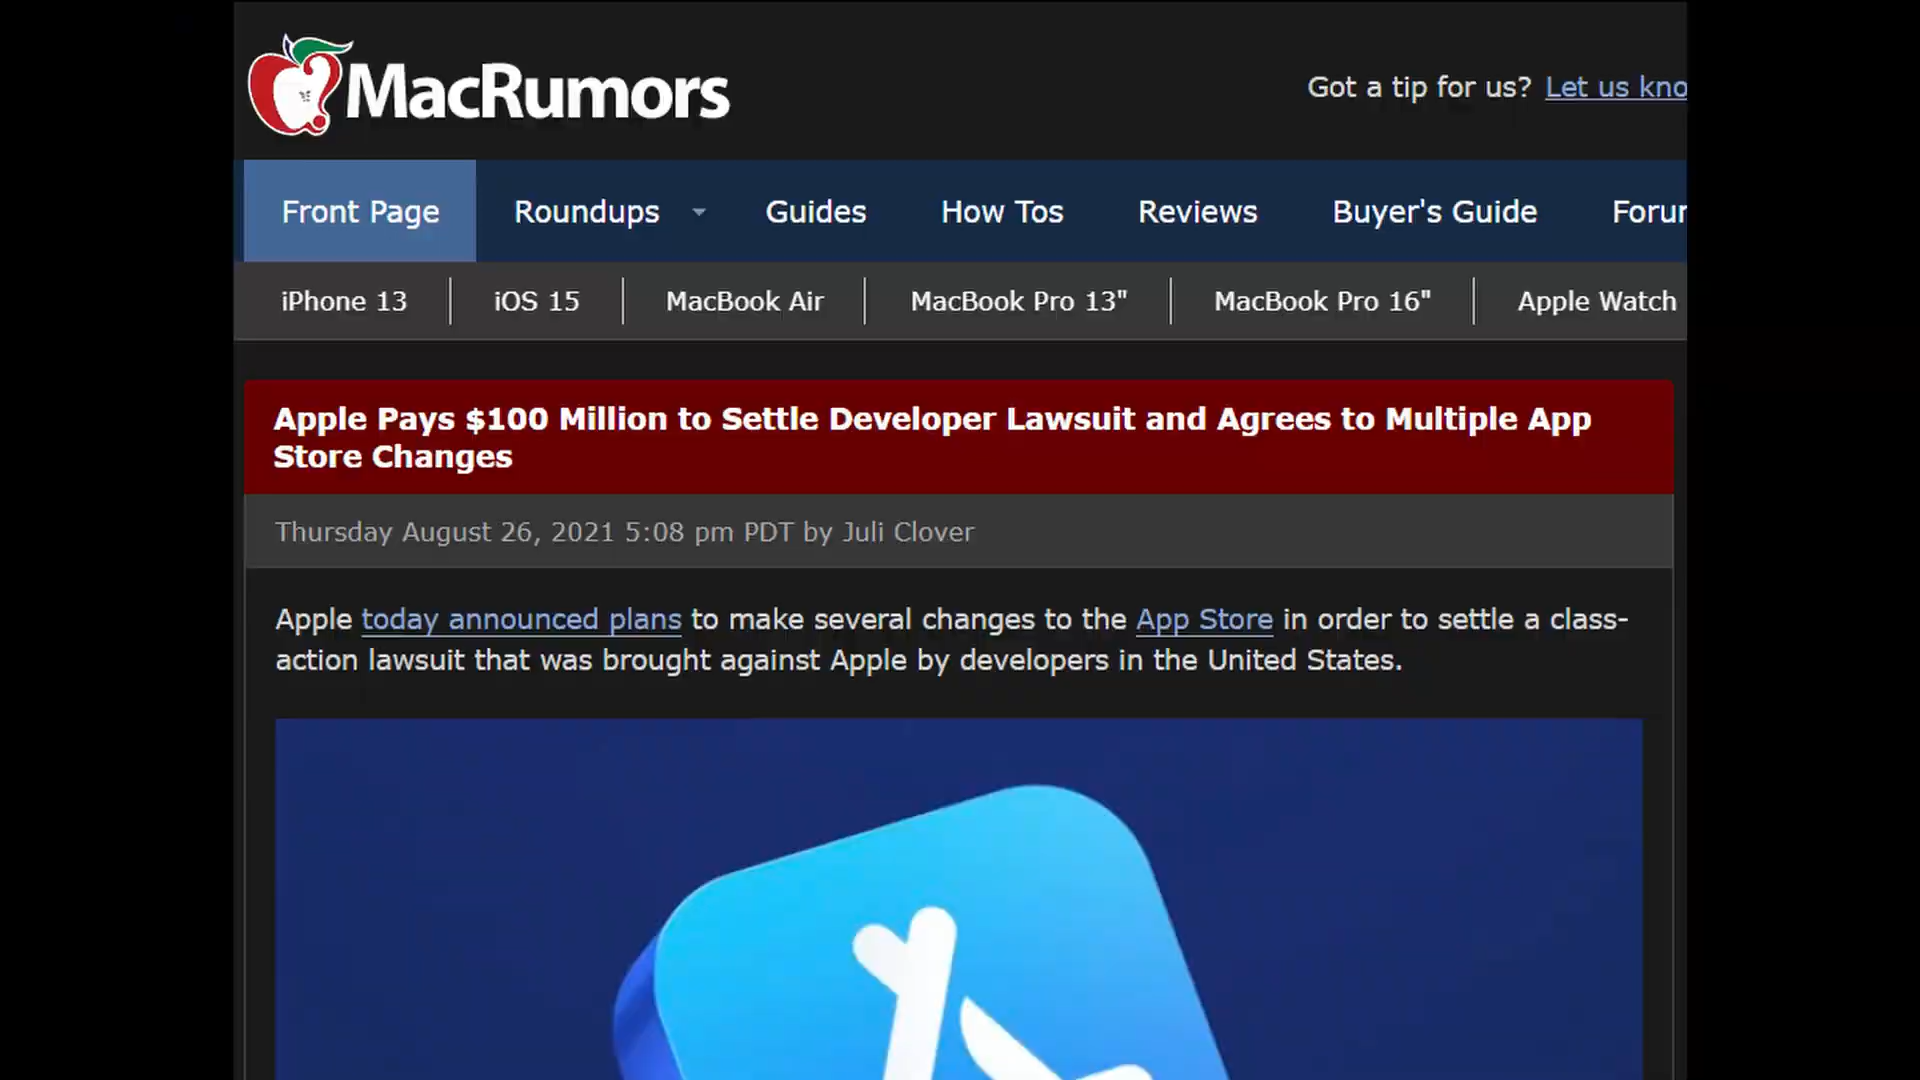 MacRumors
Got a tip for us? Let us kno
Front Page Roundups Guides How Tos Reviews Buyer's Guide Forur
iPhone 13 iOS 15 MacBook Air MacBook Pro 13" MacBook Pro 16" Apple Watch
Apple Pays $100 Million to Settle Developer Lawsuit and Agrees to Multiple App
Store Changes
Thursday August 26, 2021 5:08 pm PDT by Juli Clover
Apple today announced plans to make several changes to the App Store in order to settle a class-
action lawsuit that was brought against Apple by developers in the United States.